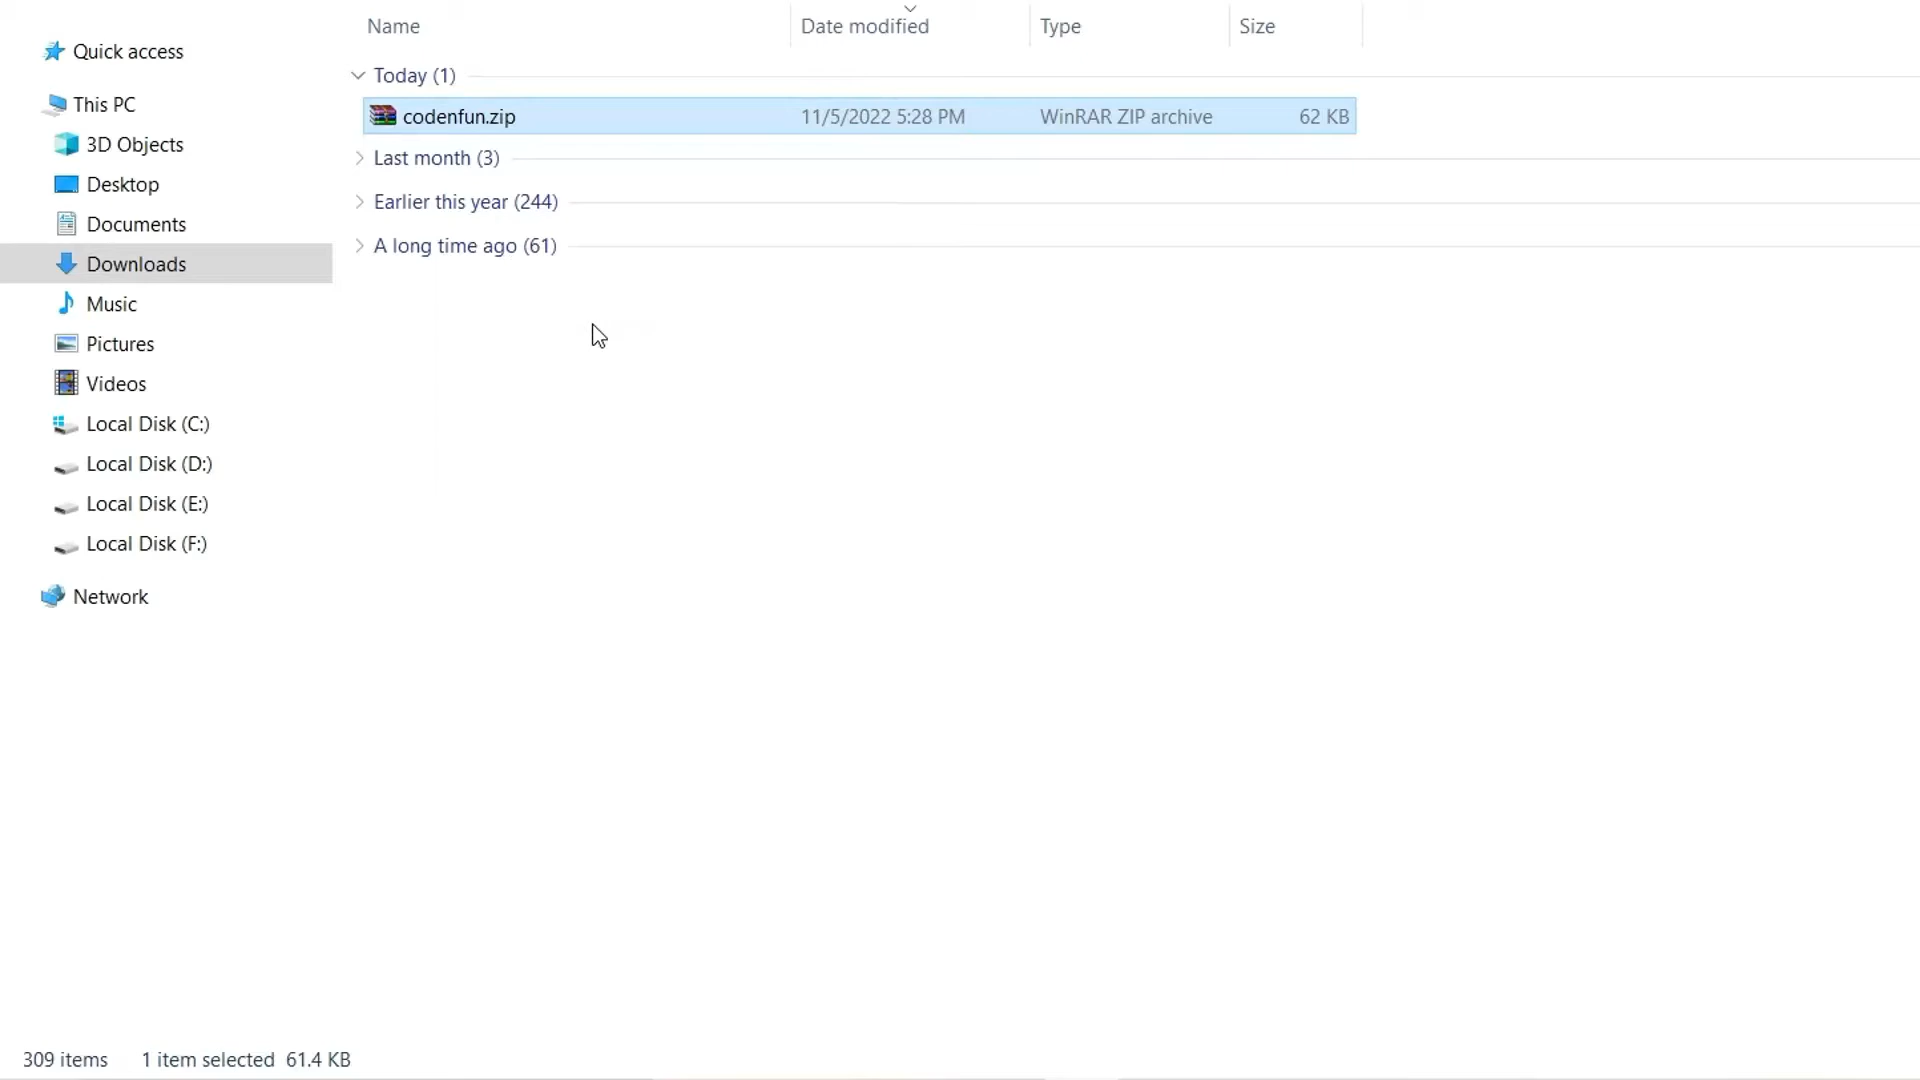 Name Date modified Type Size
Quick access
Today (1)
This PC
codenfun.zip 11/5/2022 5:28 PM WinRAR ZIP archive 62 KB
3D Objects
Last month (3)
Desktop
Earlier this year (244)
Documents
A long time ago (61)
Downloads
Music
Pictures
Videos
Local Disk (C:)
Local Disk (D:)
Local Disk (E:)
Local Disk (F:)
Network
309 items 1 item selected 61.4 KB